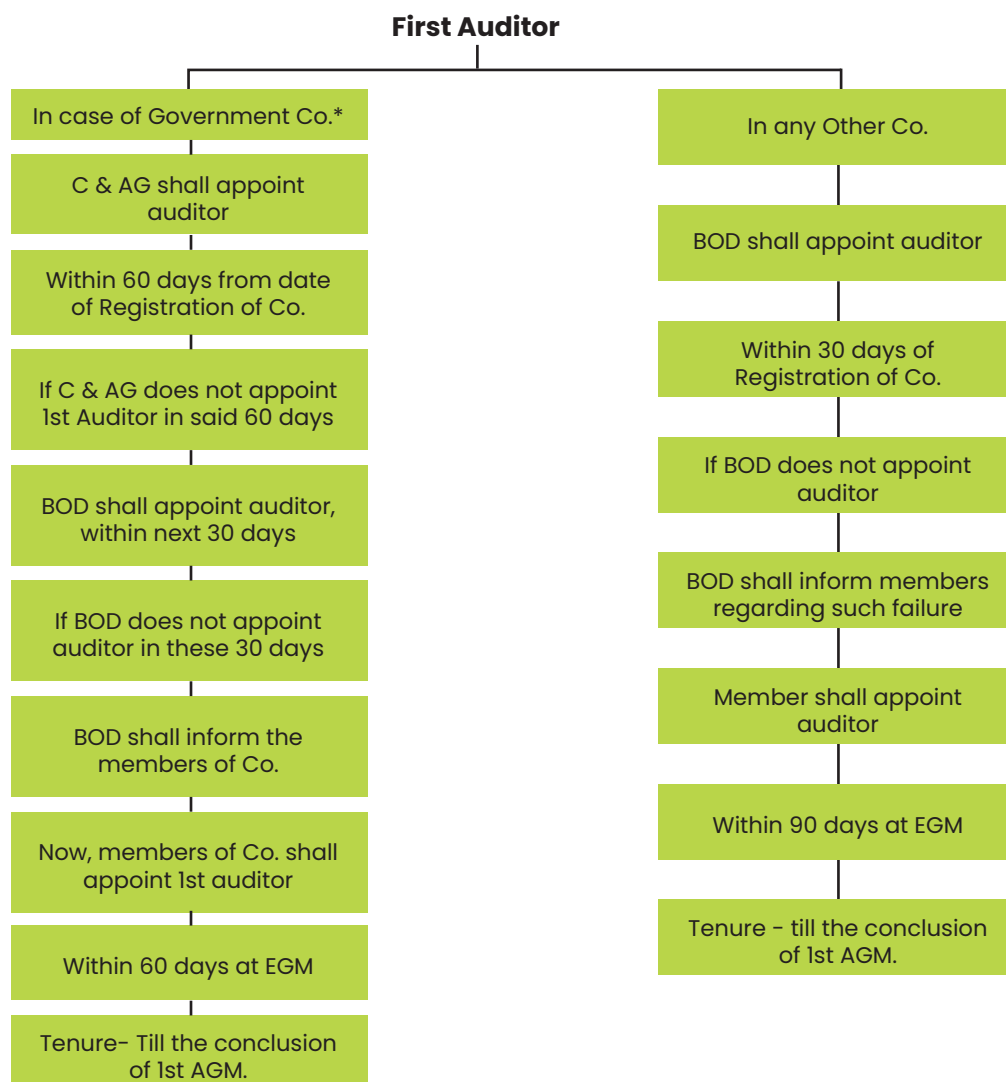 First Auditor
In case of Government Co.*
C & AG shall appoint
auditor
Within 60 days from date
of Registration of Co.
If C & AG does not appoint
1st Auditor in said 60 days
BOD shall appoint auditor,
within next 30 days
If BOD does not appoint
auditor in these 30 days
BOD shall inform the
members of Co.
Now, members of Co. shall
appoint 1st auditor
Within 60 days at EGM
Tenure- Till the conclusion
of 1st AGM.
In any Other Co.
BOD shall appoint auditor
Within 30 days of
Registration of Co.
If BOD does not appoint
auditor
BOD shall inform members
regarding such failure
Member shall appoint
auditor
Within 90 days at EGM
Tenure - till the conclusion
of 1st AGM.